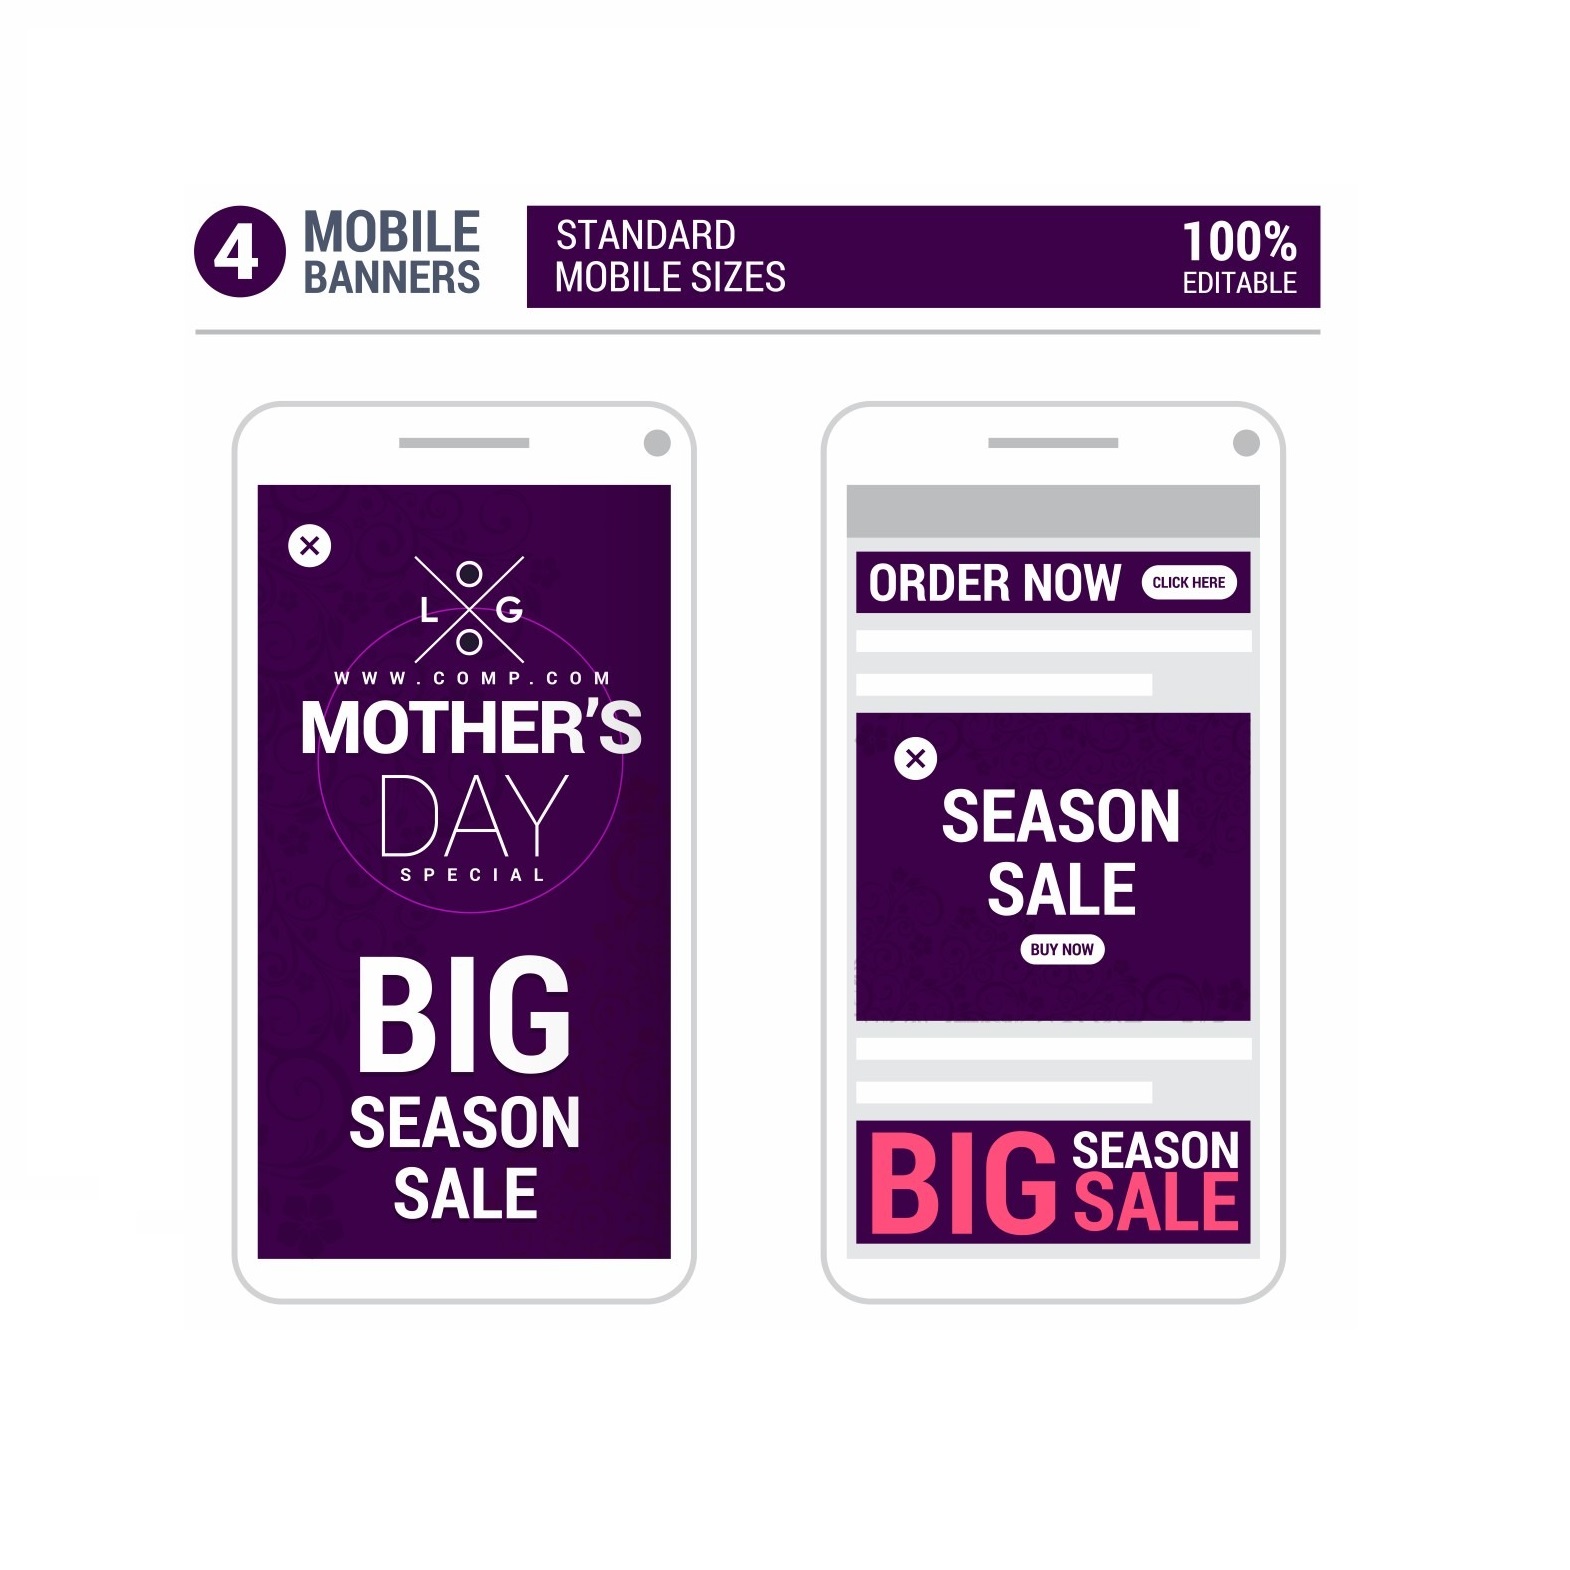 4
MOBILE
BANNERS
STANDARD
MOBILE SIZES
100%
EDITABLE
L G
WWW.COMP.COM
MOTHER'S
DAY
SPECIAL
BIG
SEASON
SALE
ORDER NOW
CLICK HERE
SEASON
SALE
BUY NOW
BIG
SEASON
SALE